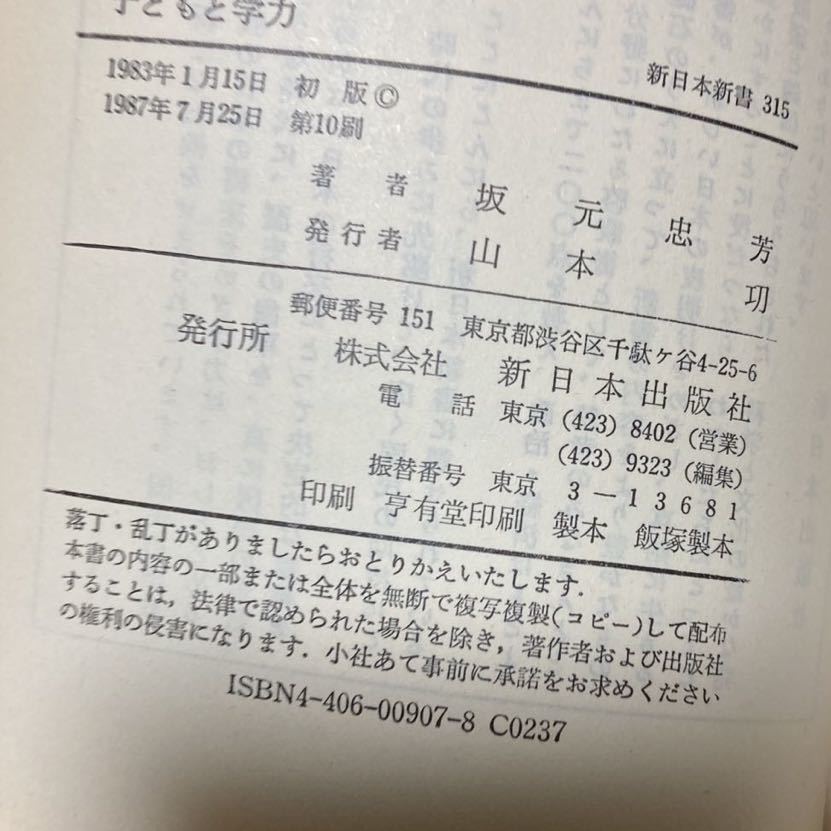 子どもと学力
新日本新書 315
1983年1月15日 初版©
1987年7月25日 第10刷
著者 坂元忠芳
発行者 山本功
郵便番号 151 東京都渋谷区千駄ヶ谷4-25-6
発行所 株式会社 新日本出版社
電話 東京 (423) 8402 (営業)
(423) 9323 (編集)
振替番号 東京 3-13681
印刷 亨有堂印刷 製本 飯塚製本
落丁・乱丁がありましたらおとりかえいたします.
本書の内容の一部または全体を無断で複写複製(コピー)して配布
することは, 法律で認められた場合を除き, 著作者および出版社
の権利の侵害になります. 小社あて事前に承諾をお求めください
ISBN4-406-00907-8 C0237